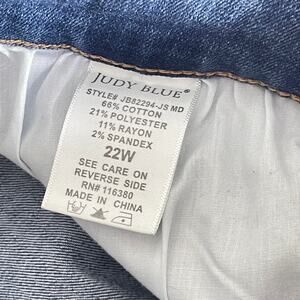 JUDY BLUE®
STYLE# JB82294-JS MD
66% COTTON
21% POLYESTER
11% RAYON
2% SPANDEX
22W
SEE CARE ON
REVERSE SIDE
RN# 116380
MADE IN CHINA